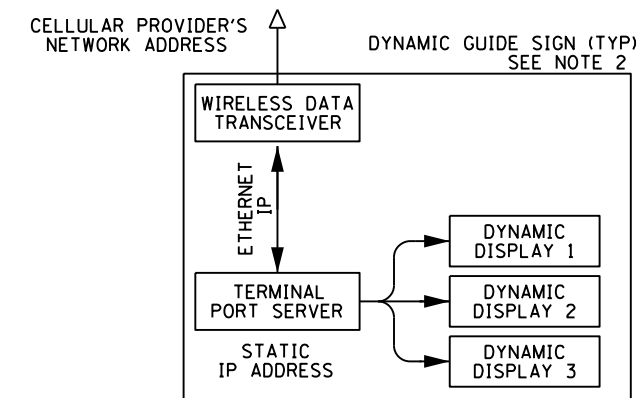 CELLULAR PROVIDER'S
NETWORK ADDRESS
DYNAMIC GUIDE SIGN (TYP)
SEE NOTE 2
WIRELESS DATA
TRANSCEIVER
ETHERNET
IP
TERMINAL
PORT SERVER
STATIC
IP ADDRESS
DYNAMIC
DISPLAY 1
DYNAMIC
DISPLAY 2
DYNAMIC
DISPLAY 3